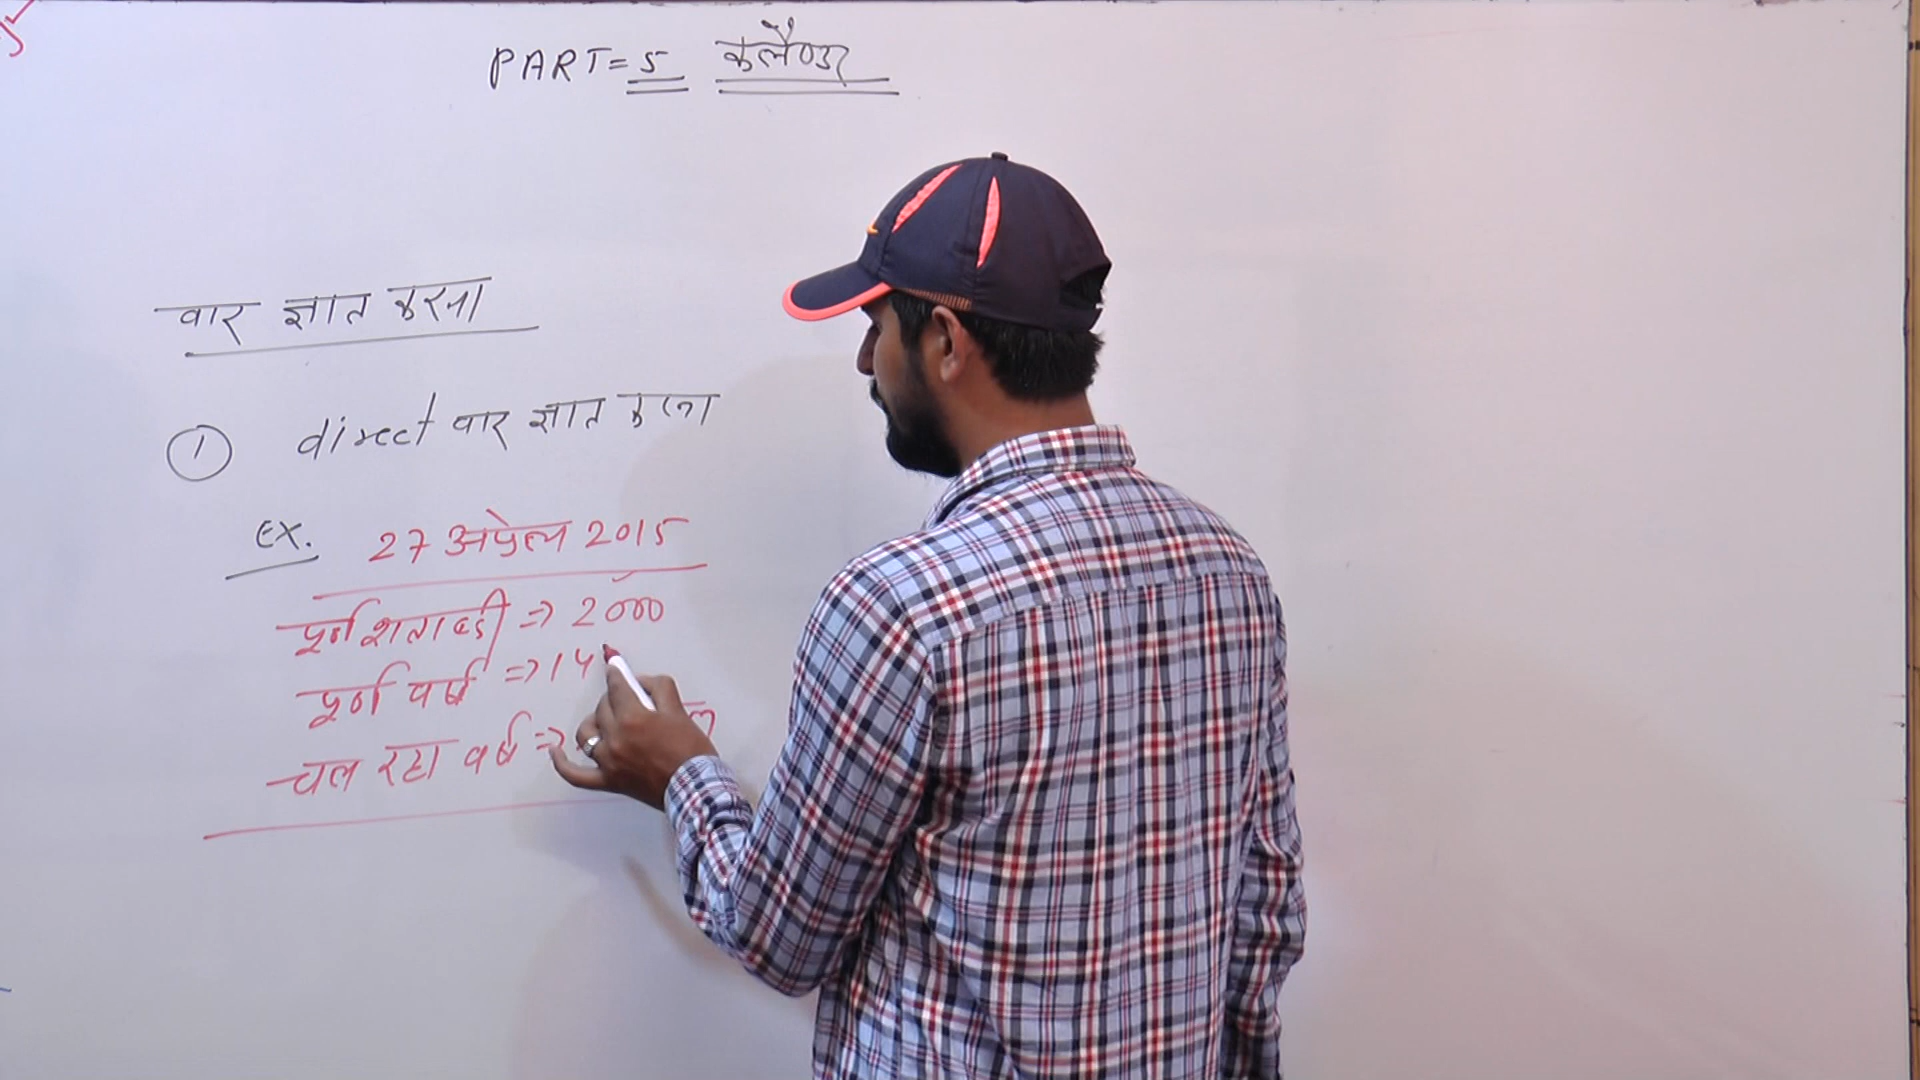 PART = 5 कलैण्डर
वार ज्ञात करना
① direct वार ज्ञात करना
EX. 27 अप्रेल 2015
पूर्ण शताब्दी ⇒ 2000
पूर्ण वर्ष ⇒ 14
चल रहा वर्ष ⇒